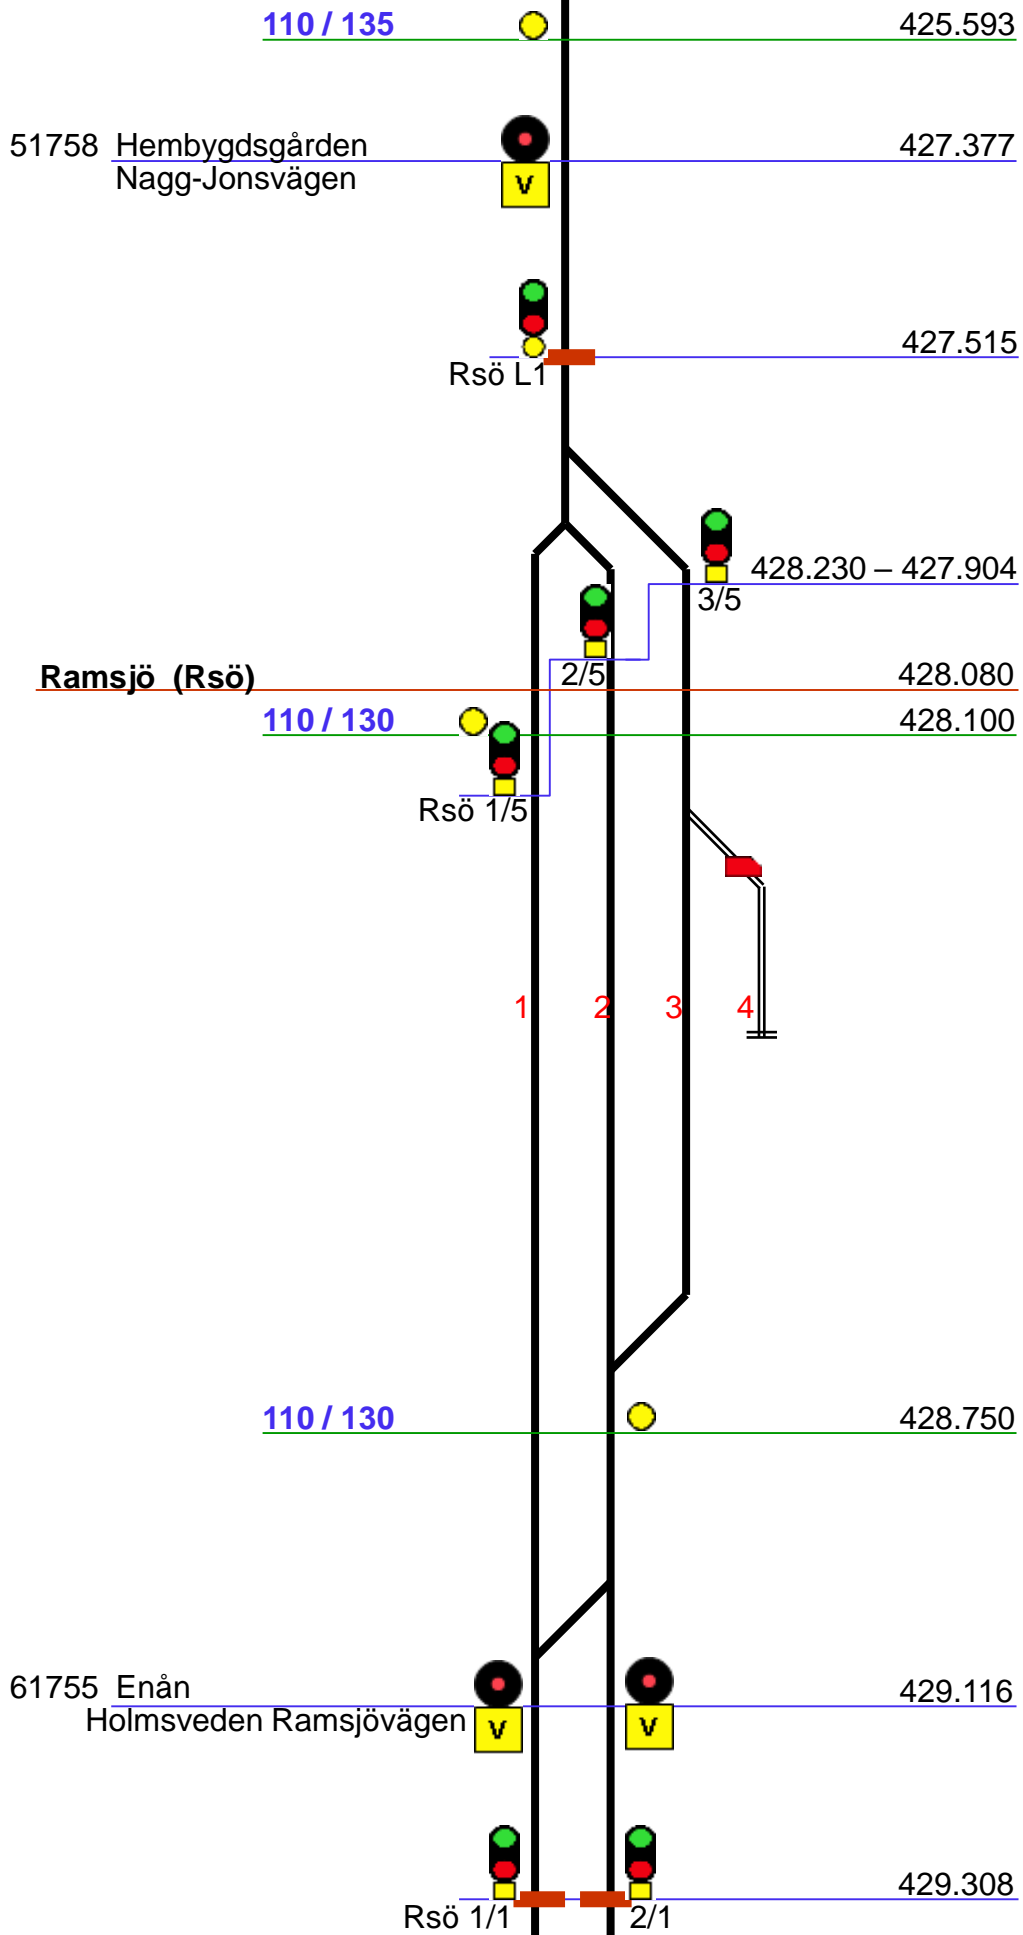 110 / 135 425.593
51758 Hembygdsgården 427.377
Nagg-Jonsvägen
V
427.515
Rsö L1
428.230 – 427.904
3/5
2/5
Ramsjö (Rsö) 428.080
110 / 130 428.100
Rsö 1/5
1 2 3 4
110 / 130 428.750
61755 Enån 429.116
Holmsveden Ramsjövägen
V V
429.308
Rsö 1/1 2/1